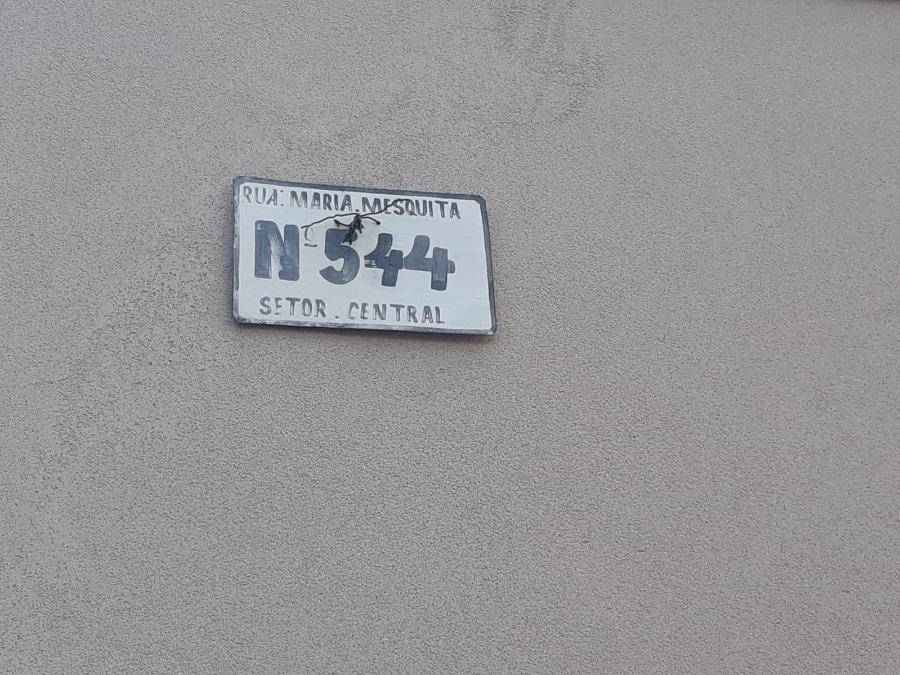 RUA: MARIA. MESQUITA
Nº 544
SETOR. CENTRAL